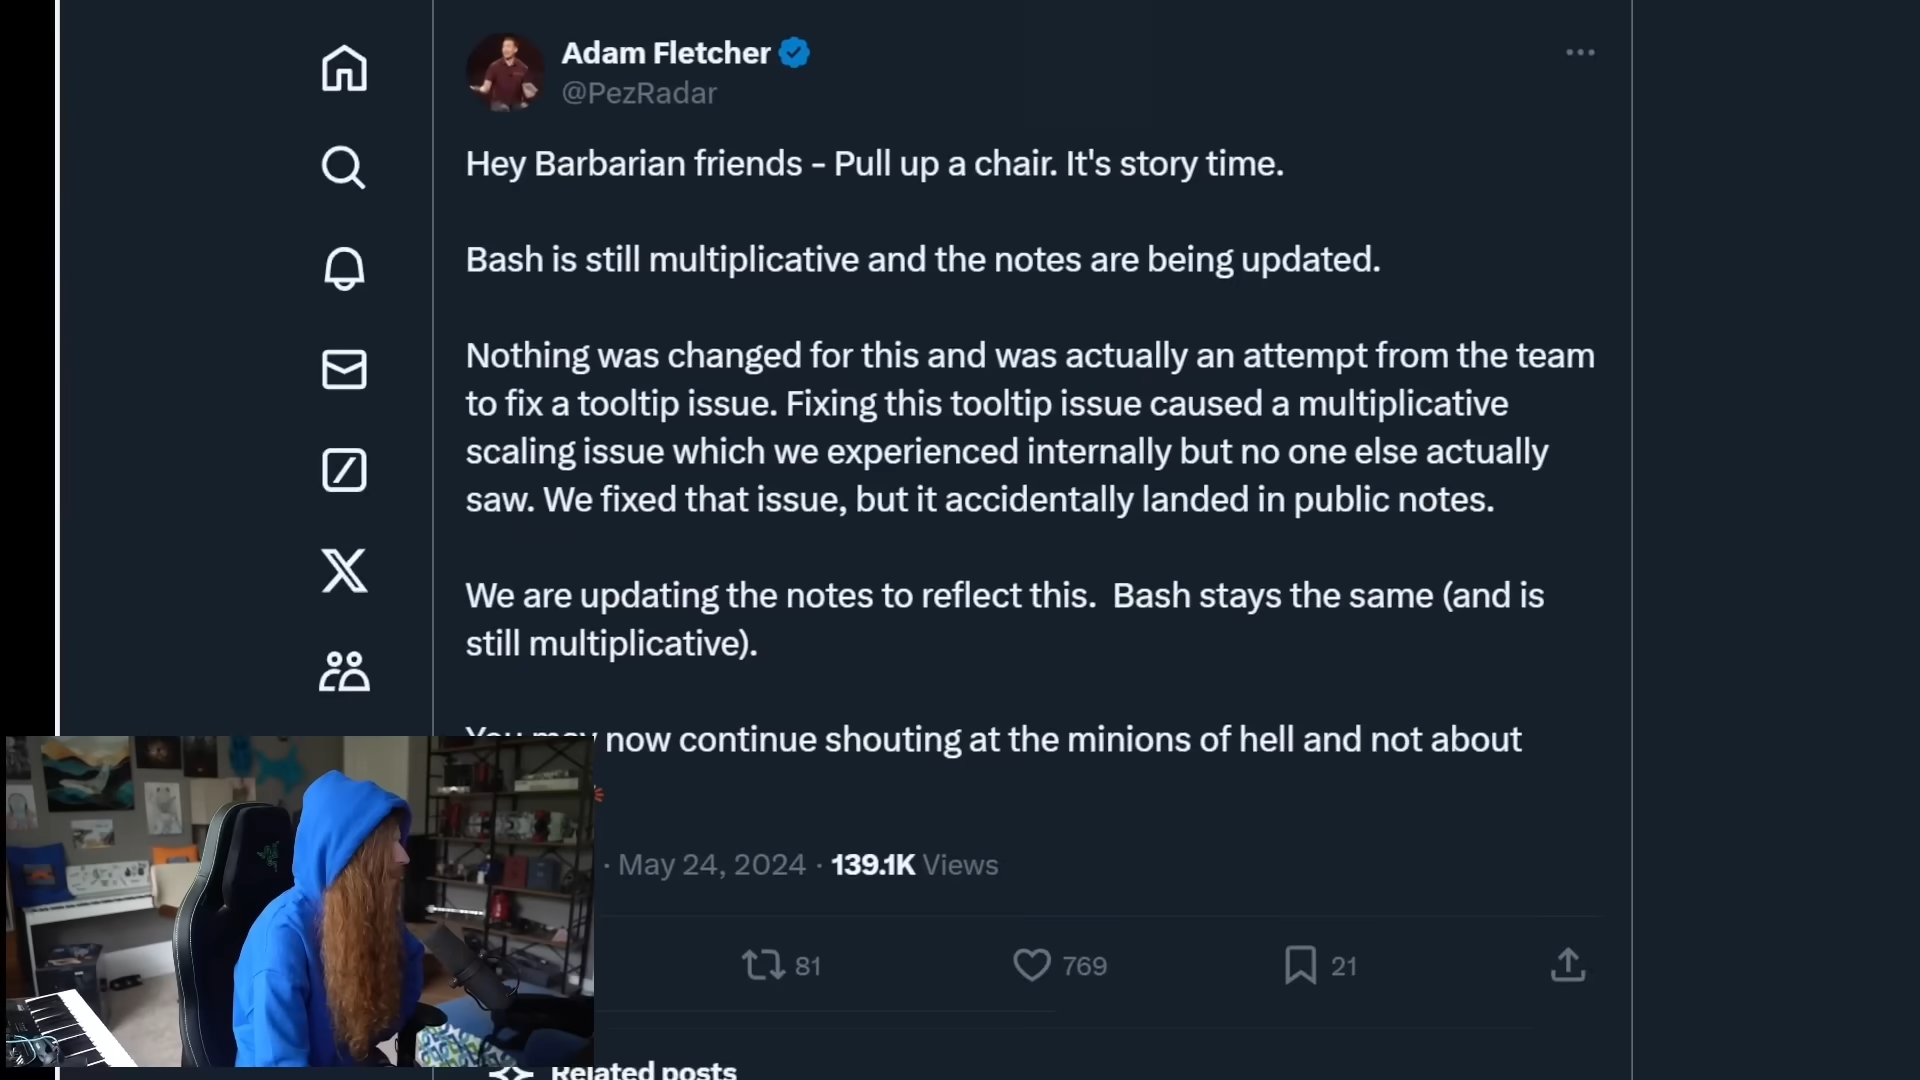 Adam Fletcher
@PezRadar
Hey Barbarian friends - Pull up a chair. It's story time.
Bash is still multiplicative and the notes are being updated.
Nothing was changed for this and was actually an attempt from the team
to fix a tooltip issue. Fixing this tooltip issue caused a multiplicative
scaling issue which we experienced internally but no one else actually
saw. We fixed that issue, but it accidentally landed in public notes.
We are updating the notes to reflect this.  Bash stays the same (and is
still multiplicative).
You may now continue shouting at the minions of hell and not about
· May 24, 2024 · 139.1K Views
81 769 21
Related posts